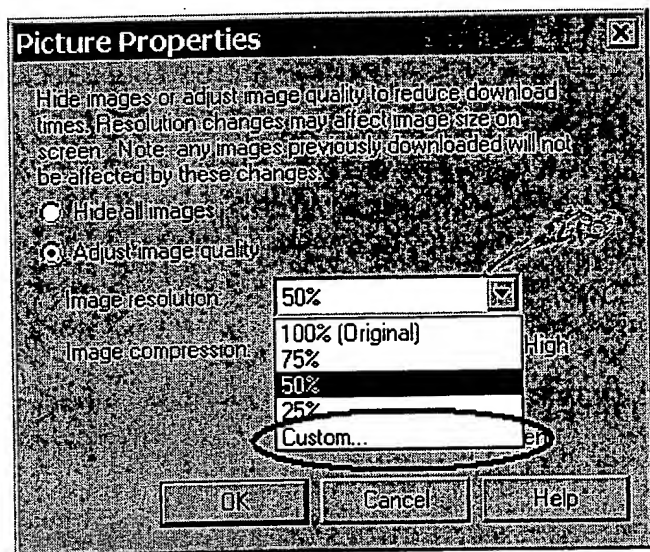 Picture Properties
Hide images or adjust image quality to reduce download
times. Resolution changes may affect image size on
screen. Note: any images previously downloaded will not
be affected by these changes.
Hide all images
Adjust image quality
Image resolution: 50%
100% (Original)
Image compression: High
75%
50%
25%
Custom...
OK Cancel Help